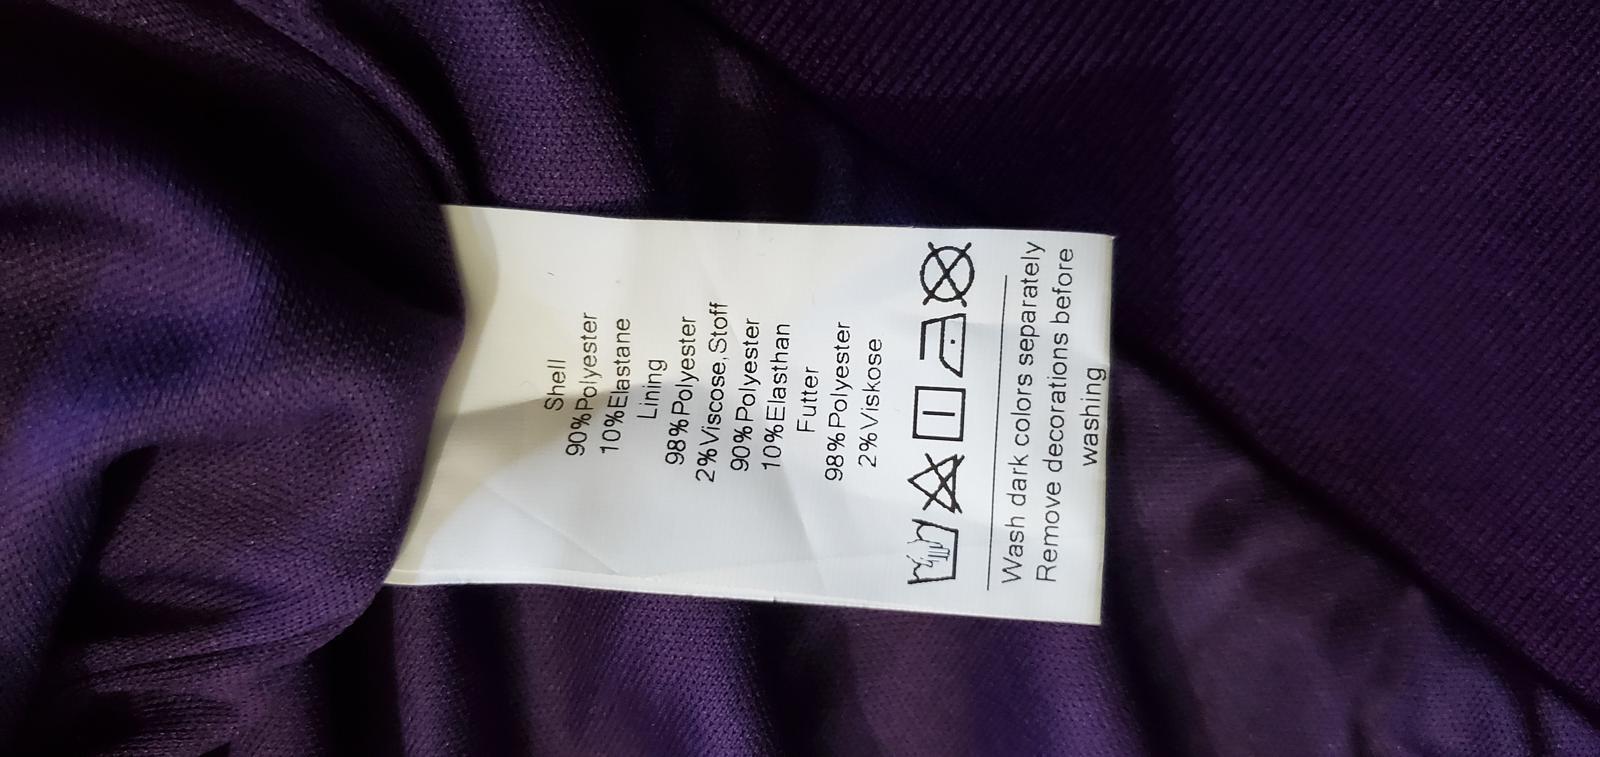 Shell
90%Polyester
10%Elastane
Lining
98%Polyester
2%Viscose,Stoff
90%Polyester
10%Elasthan
Futter
98%Polyester
2%Viskose
Wash dark colors separately
Remove decorations before
washing